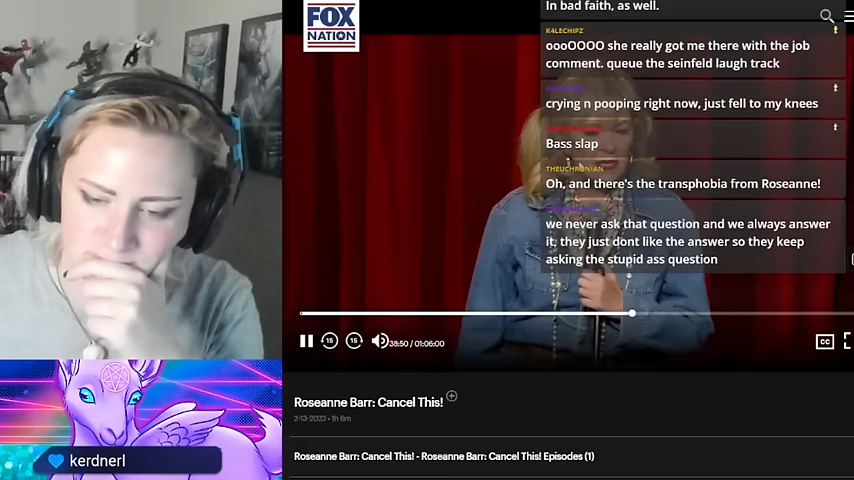 FOX
NATION
In bad faith, as well.
K4LECHIPZ
oooOOOO she really got me there with the job
comment. queue the seinfeld laugh track
crying n pooping right now, just fell to my knees
Bass slap
THEUCHRONIAN
Oh, and there's the transphobia from Roseanne!
we never ask that question and we always answer
it, they just dont like the answer so they keep
asking the stupid ass question
15
15
38:50 / 01:06:00
CC
Roseanne Barr: Cancel This!
2-13-2023 • 1h 6m
Roseanne Barr: Cancel This! - Roseanne Barr: Cancel This! Episodes (1)
kerdnerl